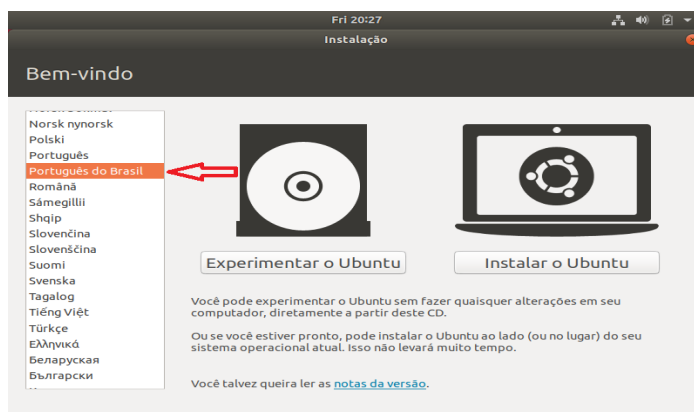 Fri 20:27
Instalação
Bem-vindo
Norsk nynorsk
Polski
Português
Português do Brasil
Română
Sámegillii
Shqip
Slovenčina
Slovenščina
Suomi
Svenska
Tagalog
Tiếng Việt
Türkçe
Ελληνικά
Беларуская
Български
Experimentar o Ubuntu
Instalar o Ubuntu
Você pode experimentar o Ubuntu sem fazer quaisquer alterações em seu
computador, diretamente a partir deste CD.
Ou se você estiver pronto, pode instalar o Ubuntu ao lado (ou no lugar) do seu
sistema operacional atual. Isso não levará muito tempo.
Você talvez queira ler as notas da versão.